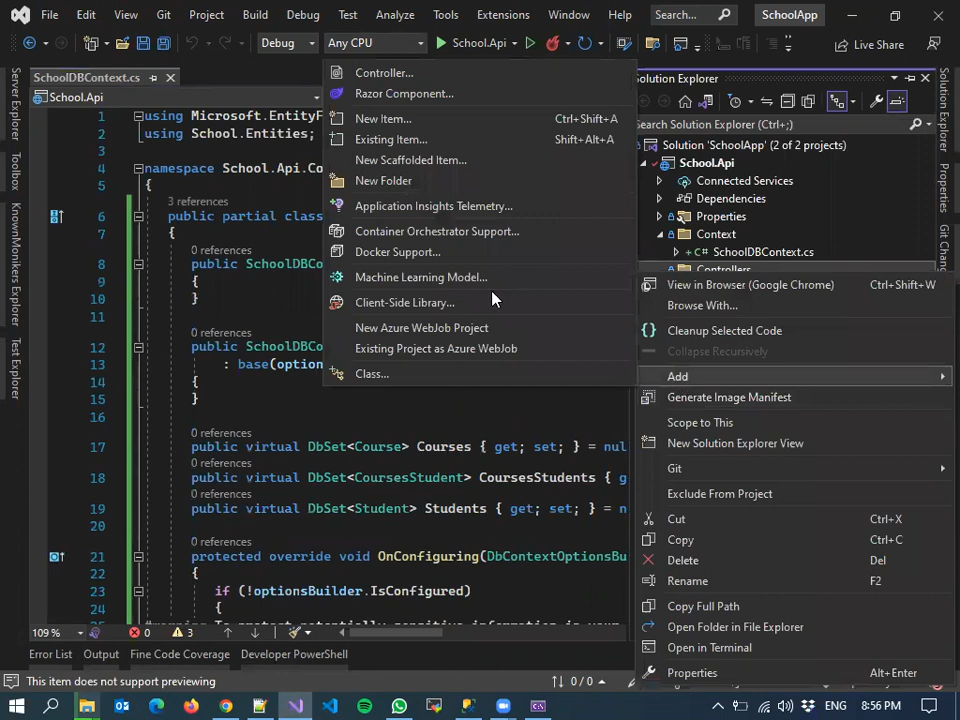 File Edit View Git Project Build Debug Test Analyze Tools Extensions Window Help Search... SchoolApp
Debug Any CPU School.Api Live Share
SchoolDBContext.cs
School.Api
Server Explorer
Toolbox
KnownMonikers Explorer
Test Explorer
1 using Microsoft.EntityF
2 using School.Entities;
3
4 namespace School.Api.Co
5 {
3 references
6 public partial class
7 {
0 references
8 public SchoolDBCo
9 {
10 }
11
0 references
12 public SchoolDBCo
13 : base(option
14 {
15 }
16
0 references
17 public virtual DbSet<Course> Courses { get; set; } = nul
0 references
18 public virtual DbSet<CoursesStudent> CoursesStudents { g
0 references
19 public virtual DbSet<Student> Students { get; set; } = n
20
0 references
21 protected override void OnConfiguring(DbContextOptionsBu
22 {
23 if (!optionsBuilder.IsConfigured)
24 {
Controller...
Razor Component...
New Item... Ctrl+Shift+A
Existing Item... Shift+Alt+A
New Scaffolded Item...
New Folder
Application Insights Telemetry...
Container Orchestrator Support...
Docker Support...
Machine Learning Model...
Client-Side Library...
New Azure WebJob Project
Existing Project as Azure WebJob
Class...
Solution Explorer
Search Solution Explorer (Ctrl+;)
Solution 'SchoolApp' (2 of 2 projects)
School.Api
Connected Services
Dependencies
Properties
Context
C# SchoolDBContext.cs
Controllers
View in Browser (Google Chrome) Ctrl+Shift+W
Browse With...
Cleanup Selected Code
Collapse Recursively
Add
Generate Image Manifest
Scope to This
New Solution Explorer View
Git
Exclude From Project
Cut Ctrl+X
Copy Ctrl+C
Delete Del
Rename F2
Copy Full Path
Open Folder in File Explorer
Open in Terminal
Properties Alt+Enter
Solution Explorer
Properties
Git Changes
109 % 0 3
Error List Output Fine Code Coverage Developer PowerShell
This item does not support previewing 0 / 0
ENG 8:56 PM